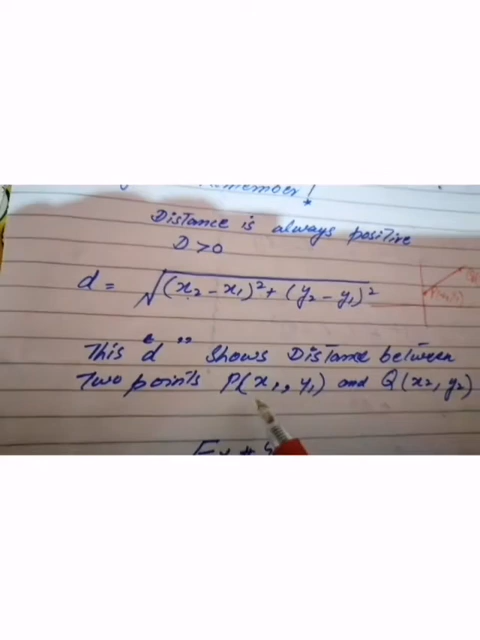 Remember!
Distance is always positive
D > 0
d = √(x₂ - x₁)² + (y₂ - y₁)²
This "d" shows Distance between
Two points P(x₁, y₁) and Q(x₂, y₂)